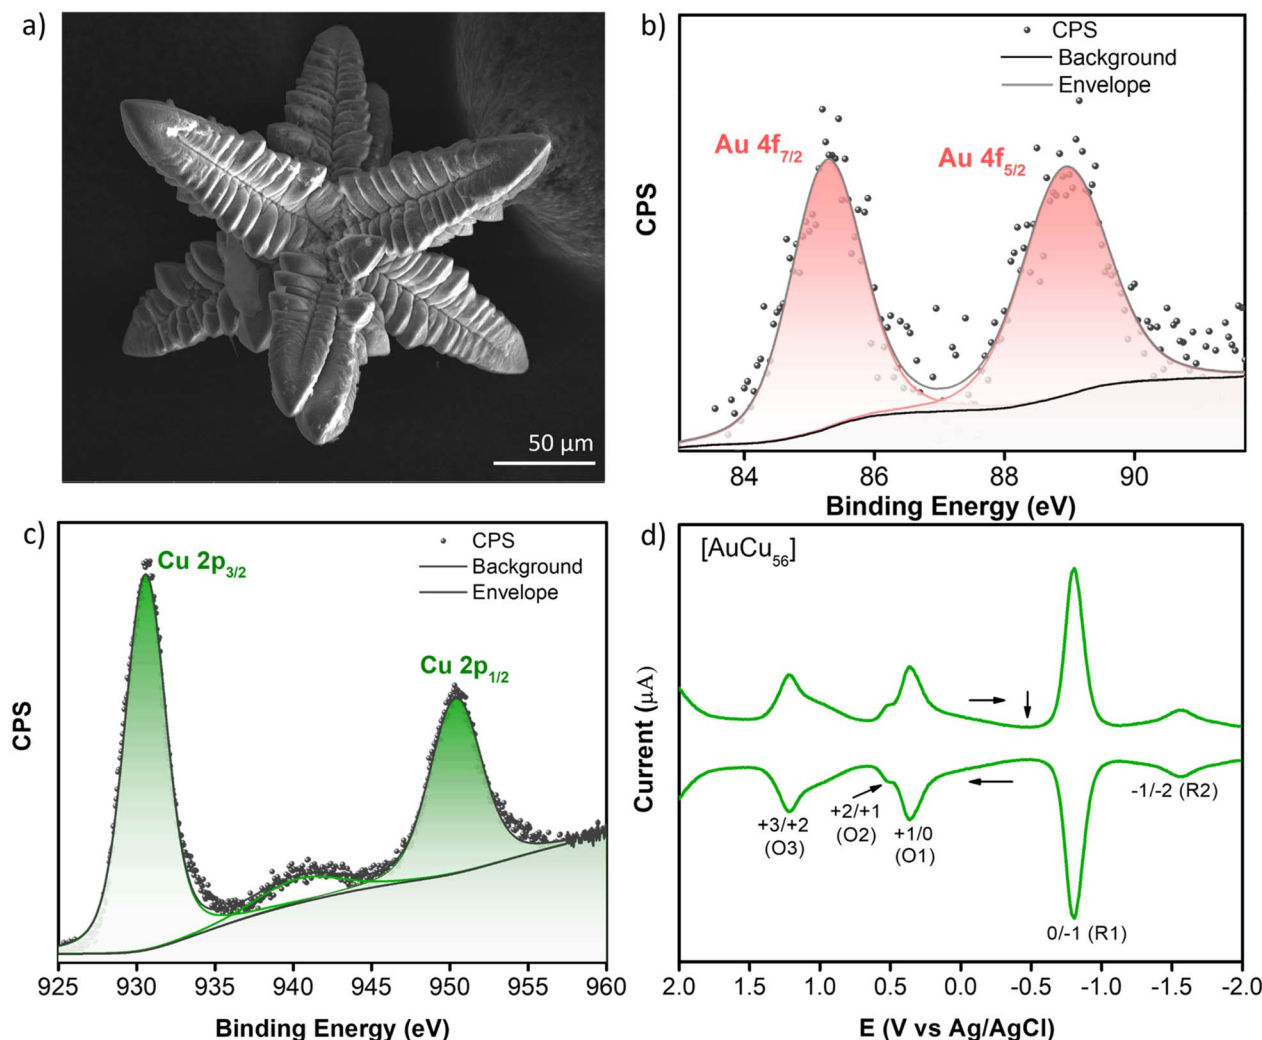 a)
50 µm
b)
CPS
Background
Envelope
Au 4f7/2
Au 4f5/2
CPS
84 86 88 90
Binding Energy (eV)
c)
CPS
Background
Envelope
Cu 2p3/2
Cu 2p1/2
CPS
925 930 935 940 945 950 955 960
Binding Energy (eV)
d)
[AuCu56]
Current (µA)
-1/-2 (R2)
+3/+2
(O3)
+2/+1
(O2)
+1/0
(O1)
0/-1 (R1)
2.0 1.5 1.0 0.5 0.0 -0.5 -1.0 -1.5 -2.0
E (V vs Ag/AgCl)